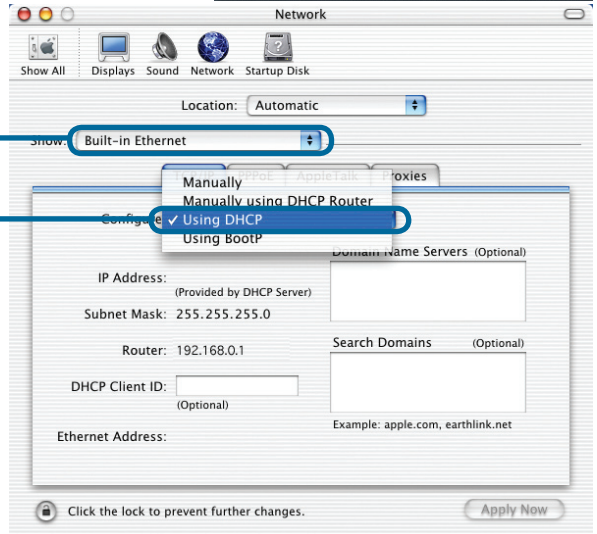 Network
Show All Displays Sound Network Startup Disk
Location: Automatic
Show: Built-in Ethernet
TCP/IP PPPoE AppleTalk Proxies
Manually
Manually using DHCP Router
Configure ✓ Using DHCP
Using BootP
Domain Name Servers (Optional)
IP Address:
(Provided by DHCP Server)
Subnet Mask: 255.255.255.0
Router: 192.168.0.1
Search Domains (Optional)
DHCP Client ID:
(Optional)
Example: apple.com, earthlink.net
Ethernet Address:
Click the lock to prevent further changes.
Apply Now